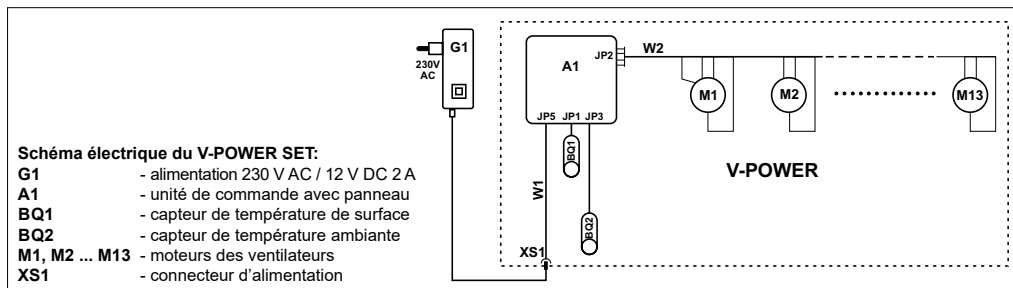 G1
230V
AC
A1
JP2
W2
JP5 JP1 JP3
M1
M2
M13
BQ1
BQ2
W1
XS1
V-POWER
Schéma électrique du V-POWER SET:
G1 - alimentation 230 V AC / 12 V DC 2 A
A1 - unité de commande avec panneau
BQ1 - capteur de température de surface
BQ2 - capteur de température ambiante
M1, M2 ... M13 - moteurs des ventilateurs
XS1 - connecteur d'alimentation